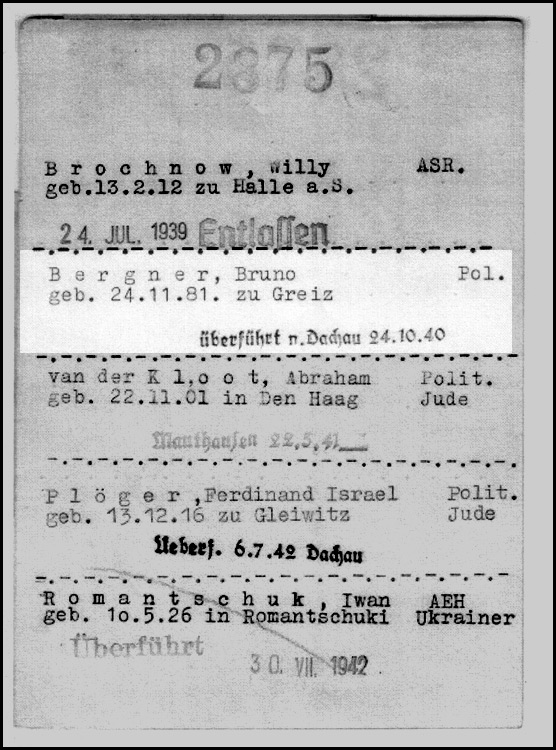 2375
B r o c h n o w , Willy ASR.
geb.13.2.12 zu Halle a.S.
24. JUL. 1939 Entlassen
B e r g n e r, Bruno Pol.
geb. 24.11.81. zu Greiz
überführt n.Dachau 24.10.40
van der K l,o o t, Abraham Polit.
geb. 22.11.01 in Den Haag Jude
Mauthausen 22.5.41
P l ö g e r ,Ferdinand Israel Polit.
geb. 13.12.16 zu Gleiwitz Jude
Ueberf. 6.7.42 Dachau
R o m a n t s c h u k , Iwan AEH
geb. 1o.5.26 in Romantschuki Ukrainer
Überführt
30. VII. 1942